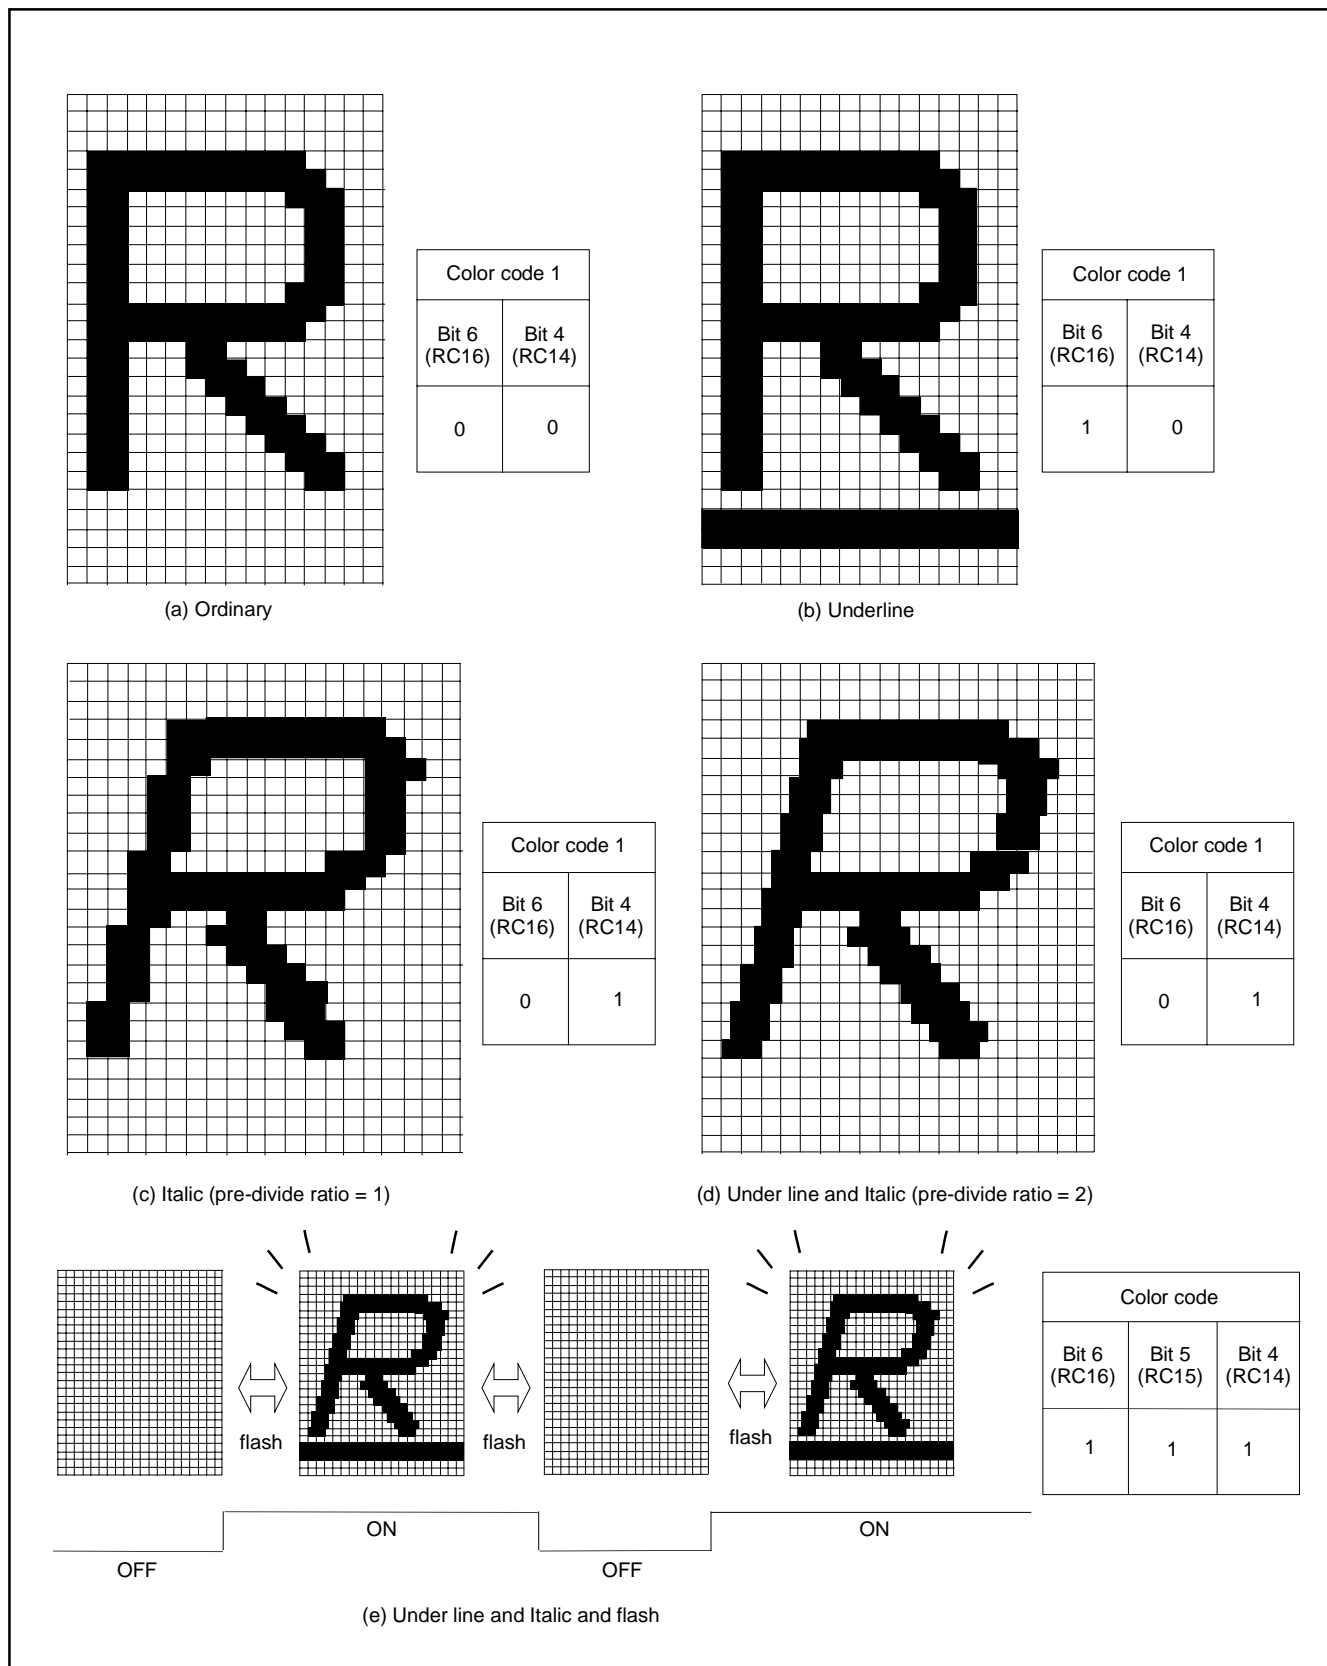 Color code 1
Bit 6 (RC16)
Bit 4 (RC14)
0
0
(a) Ordinary
Color code 1
Bit 6 (RC16)
Bit 4 (RC14)
1
0
(b) Underline
Color code 1
Bit 6 (RC16)
Bit 4 (RC14)
0
1
(c) Italic (pre-divide ratio = 1)
Color code 1
Bit 6 (RC16)
Bit 4 (RC14)
0
1
(d) Under line and Italic (pre-divide ratio = 2)
flash
flash
flash
Color code
Bit 6 (RC16)
Bit 5 (RC15)
Bit 4 (RC14)
1
1
1
OFF
ON
OFF
ON
(e) Under line and Italic and flash